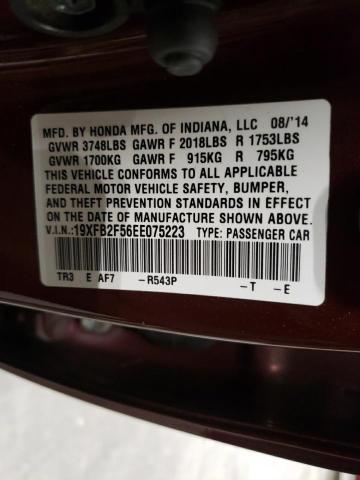 MFD. BY HONDA MFG. OF INDIANA, LLC 08/'14
GVWR 3748LBS GAWR F 2018LBS R 1753LBS
GVWR 1700KG GAWR F 915KG R 795KG
THIS VEHICLE CONFORMS TO ALL APPLICABLE
FEDERAL MOTOR VEHICLE SAFETY, BUMPER,
AND THEFT PREVENTION STANDARDS IN EFFECT
ON THE DATE OF MANUFACTURE SHOWN ABOVE.
V.I.N.:19XFB2F56EE075223 TYPE: PASSENGER CAR
TR3 E AF7 -R543P -T -E